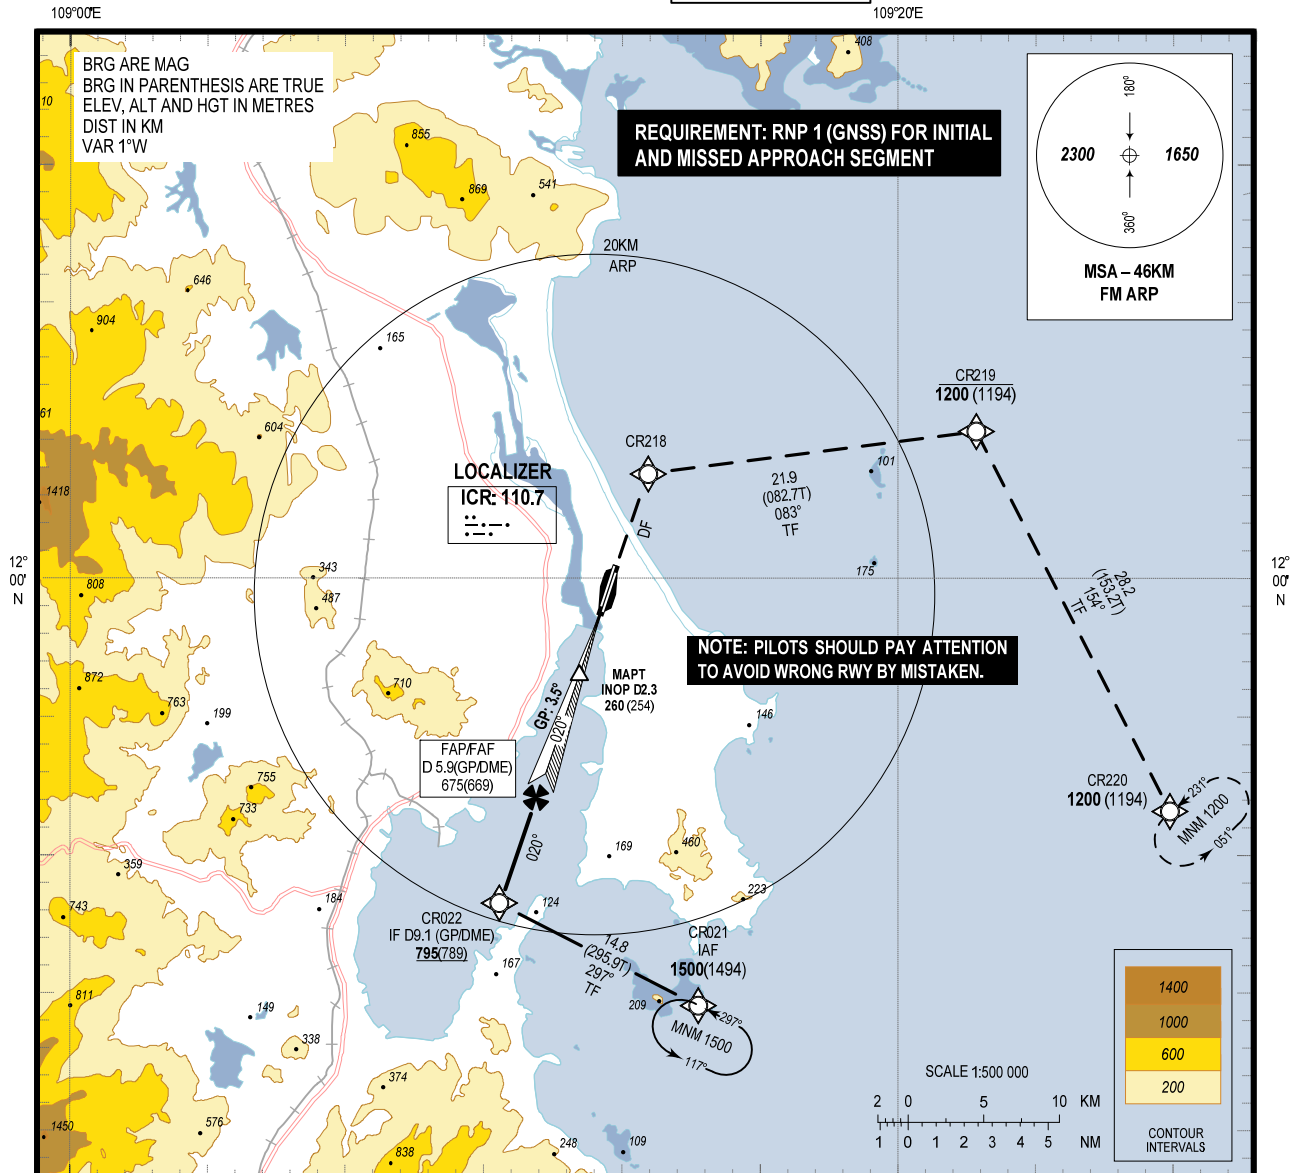 109°00'E
109°20'E
BRG ARE MAG
BRG IN PARENTHESIS ARE TRUE
ELEV, ALT AND HGT IN METRES
DIST IN KM
VAR 1°W
REQUIREMENT: RNP 1 (GNSS) FOR INITIAL
AND MISSED APPROACH SEGMENT
180°
2300
1650
360°
MSA – 46KM
FM ARP
408
10
855
869
541
20KM
ARP
646
904
165
61
604
1418
CR219
1200 (1194)
CR218
101
21.9
(082.7T)
083°
TF
LOCALIZER
ICR: 110.7
DF
175
12°
00'
N
12°
00'
N
343
487
808
28.2
(153.2T)
154°
TF
NOTE: PILOTS SHOULD PAY ATTENTION
TO AVOID WRONG RWY BY MISTAKEN.
MAPT
INOP D2.3
260 (254)
GP: 3.5°
020°
872
763
199
710
146
FAP/FAF
D 5.9(GP/DME)
675(669)
755
733
CR220
1200 (1194)
231°
MNM 1200
051°
020°
169
460
359
743
184
124
223
CR022
IF D9.1 (GP/DME)
795(789)
CR021
IAF
1500(1494)
14.8
(295.9T)
297°
TF
167
209
297°
MNM 1500
117°
811
149
338
374
576
1450
838
248
109
SCALE 1:500 000
2 0 5 10 KM
1 0 1 2 3 4 5 NM
1400
1000
600
200
CONTOUR
INTERVALS